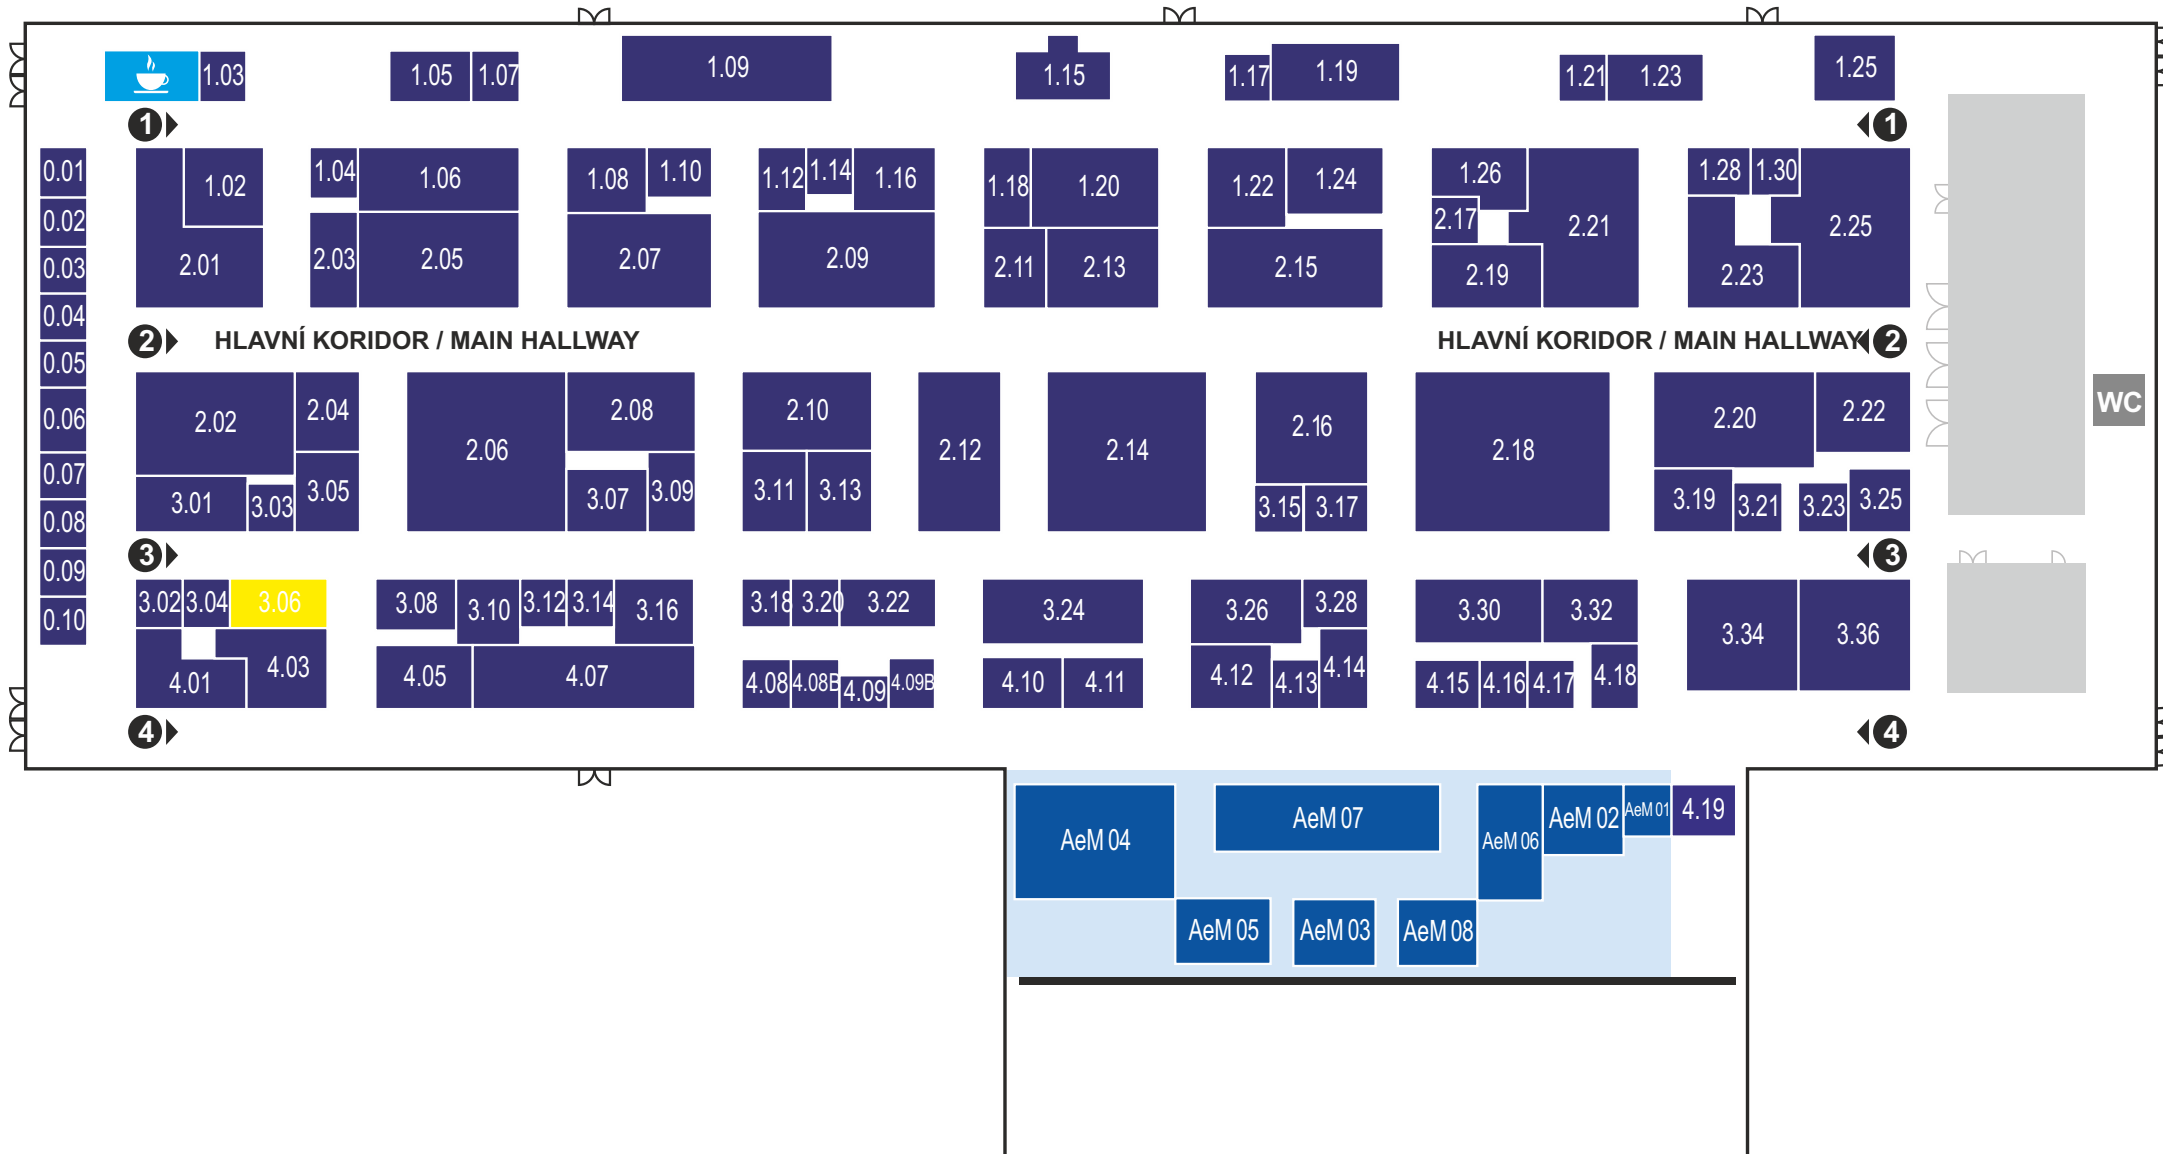 1.03 1.05 1.07 1.09 1.15 1.17 1.19 1.21 1.23 1.25
1 1
0.01 1.02 1.04 1.06 1.08 1.10 1.12 1.14 1.16 1.18 1.20 1.22 1.24 1.26 1.28 1.30
0.02 2.17 2.21 2.25
0.03 2.01 2.03 2.05 2.07 2.09 2.11 2.13 2.15 2.19 2.23
0.04
2 HLAVNÍ KORIDOR / MAIN HALLWAY HLAVNÍ KORIDOR / MAIN HALLWAY 2
0.05
0.06 2.02 2.04 2.06 2.08 2.10 2.12 2.14 2.16 2.18 2.20 2.22 WC
0.07 3.01 3.03 3.05 3.07 3.09 3.11 3.13 3.15 3.17 3.19 3.21 3.23 3.25
0.08
3 3
0.09
0.10 3.02 3.04 3.06 3.08 3.10 3.12 3.14 3.16 3.18 3.20 3.22 3.24 3.26 3.28 3.30 3.32 3.34 3.36
4.01 4.03 4.05 4.07 4.08 4.08B 4.09 4.09B 4.10 4.11 4.12 4.13 4.14 4.15 4.16 4.17 4.18
4 4
AeM 04 AeM 07 AeM 06 AeM 02 AeM 01 4.19
AeM 05 AeM 03 AeM 08